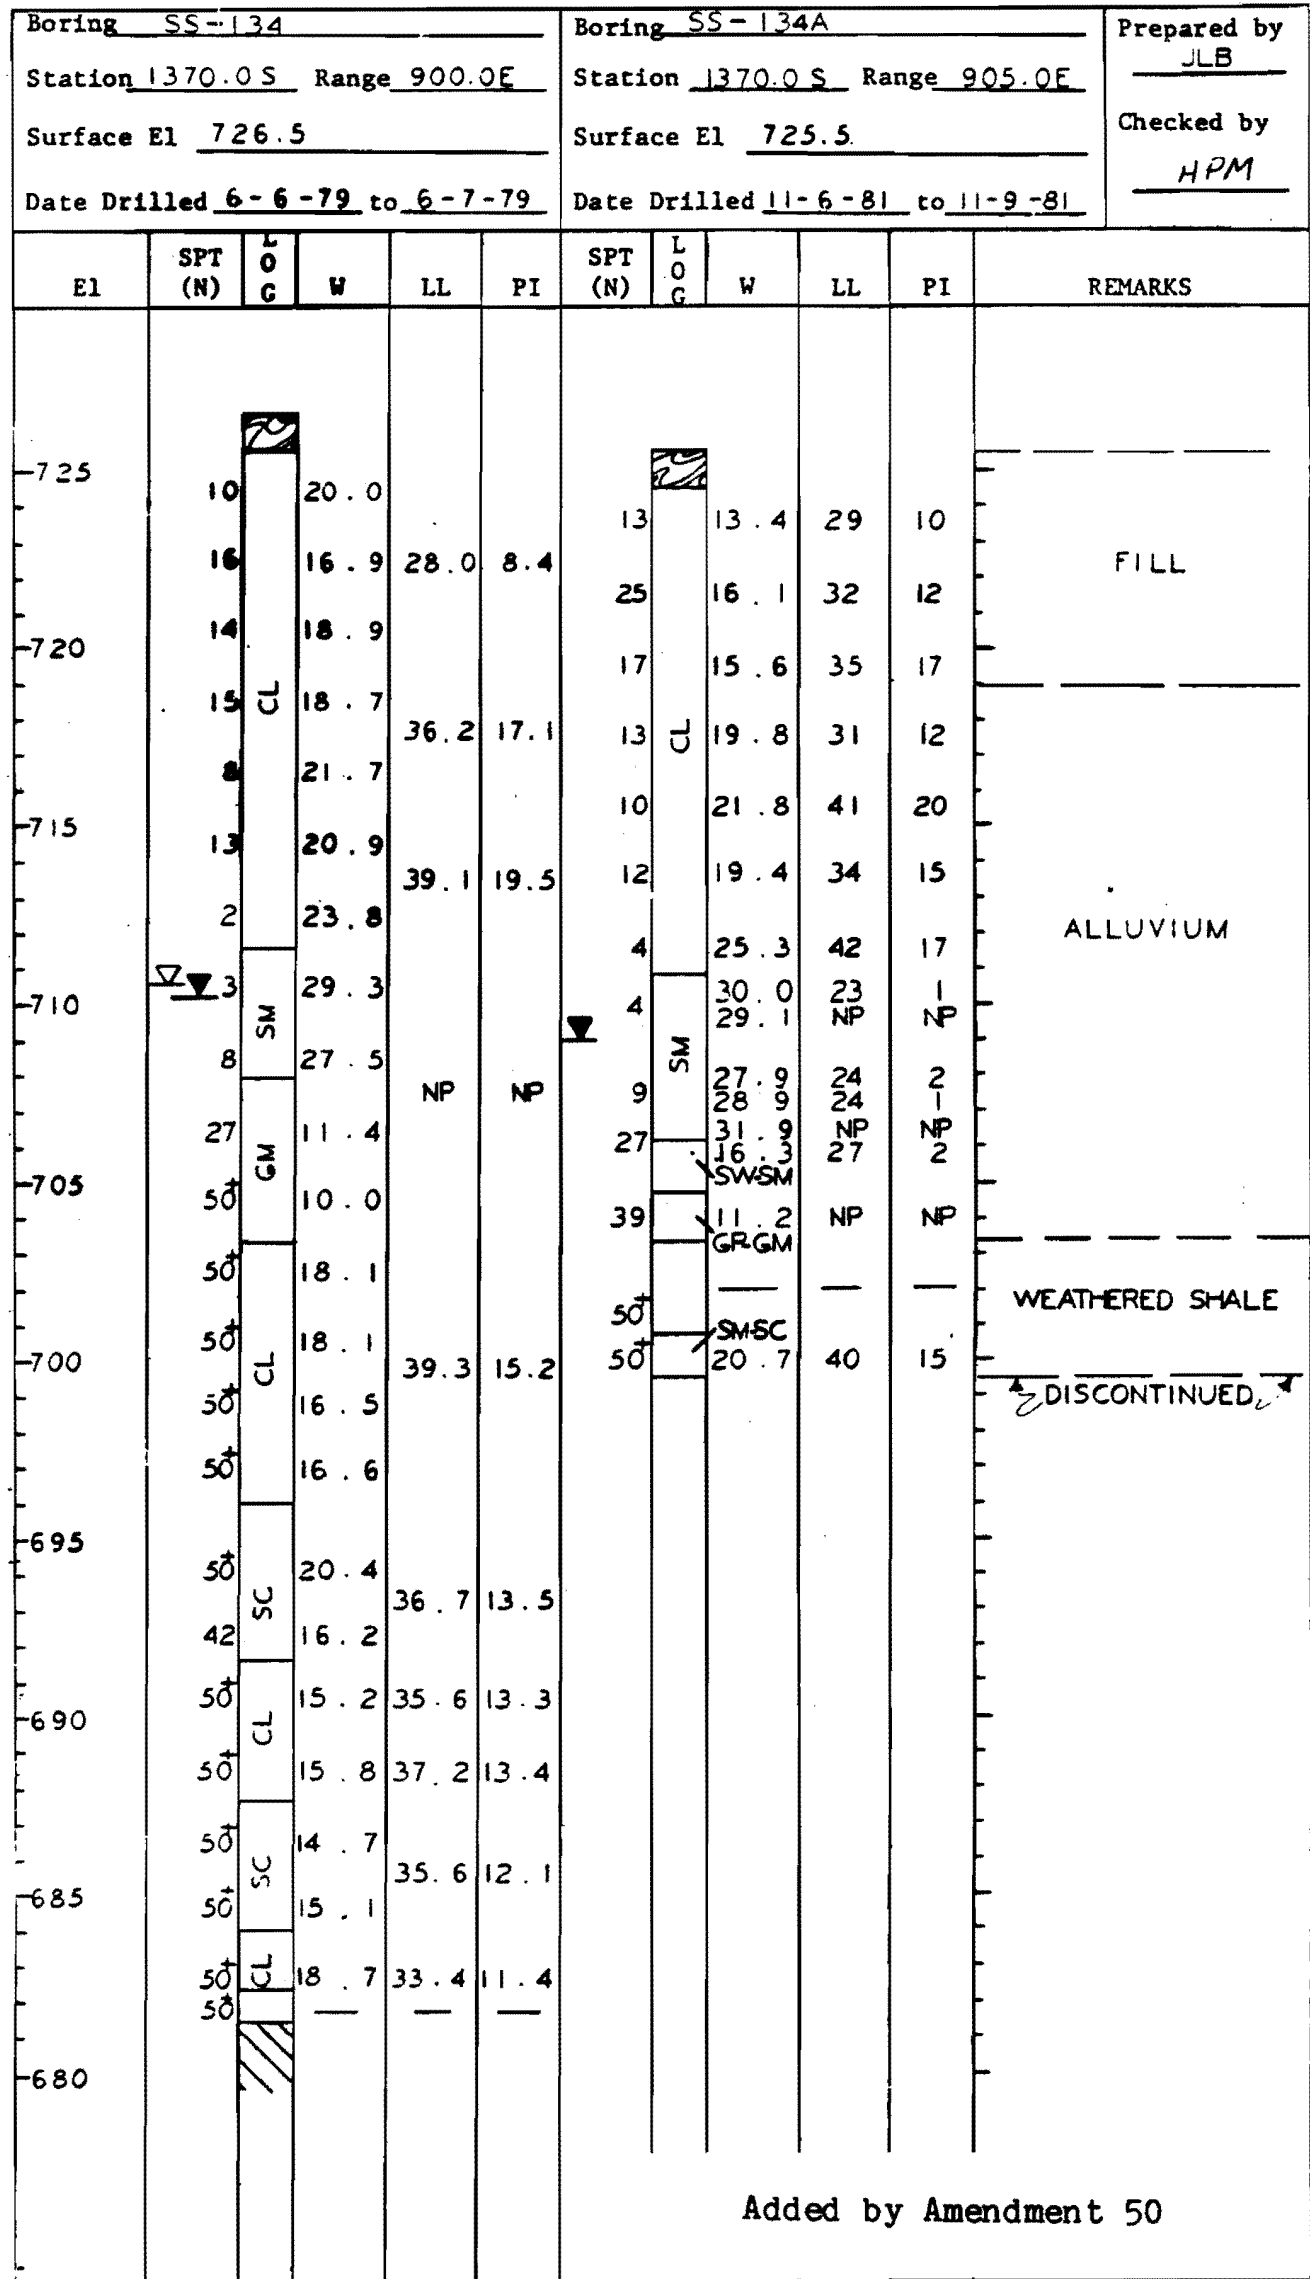 Boring SS-134
Station 1370.0 S Range 900.0E
Surface El 726.5
Date Drilled 6-6-79 to 6-7-79
Boring SS-134A
Station 1370.0 S Range 905.0E
Surface El 725.5
Date Drilled 11-6-81 to 11-9-81
Prepared by
JLB
Checked by
HPM
El SPT (N) LOG W LL PI SPT (N) LOG W LL PI REMARKS
725
10 20.0
13 13.4 29 10
16 16.9 28.0 8.4 FILL
25 16.1 32 12
14 18.9
720
17 15.6 35 17
15 CL 18.7
36.2 17.1 13 CL 19.8 31 12
8 21.7
10 21.8 41 20
715
13 20.9
39.1 19.5 12 19.4 34 15
2 23.8
ALLUVIUM
4 25.3 42 17
3 29.3 30.0 23 1
710 4 29.1 NP NP
SM
8 27.5 SM
27.9 24 2
NP NP 9 28 9 24 1
27 11.4 31.9 NP NP
27 16.3 27 2
GM
SW-SM
705
50+ 10.0
39 11.2 NP NP
GP-GM
50+ 18.1
WEATHERED SHALE
50+
50+ 18.1 SM-SC
700 CL 39.3 15.2 50+ 20.7 40 15
DISCONTINUED
50+ 16.5
50+ 16.6
695
50+ 20.4
SC 36.7 13.5
42 16.2
50+ 15.2 35.6 13.3
690 CL
50+ 15.8 37.2 13.4
50+ 14.7
SC 35.6 12.1
685
50+ 15.1
50+ CL 18.7 33.4 11.4
50+
680
Added by Amendment 50